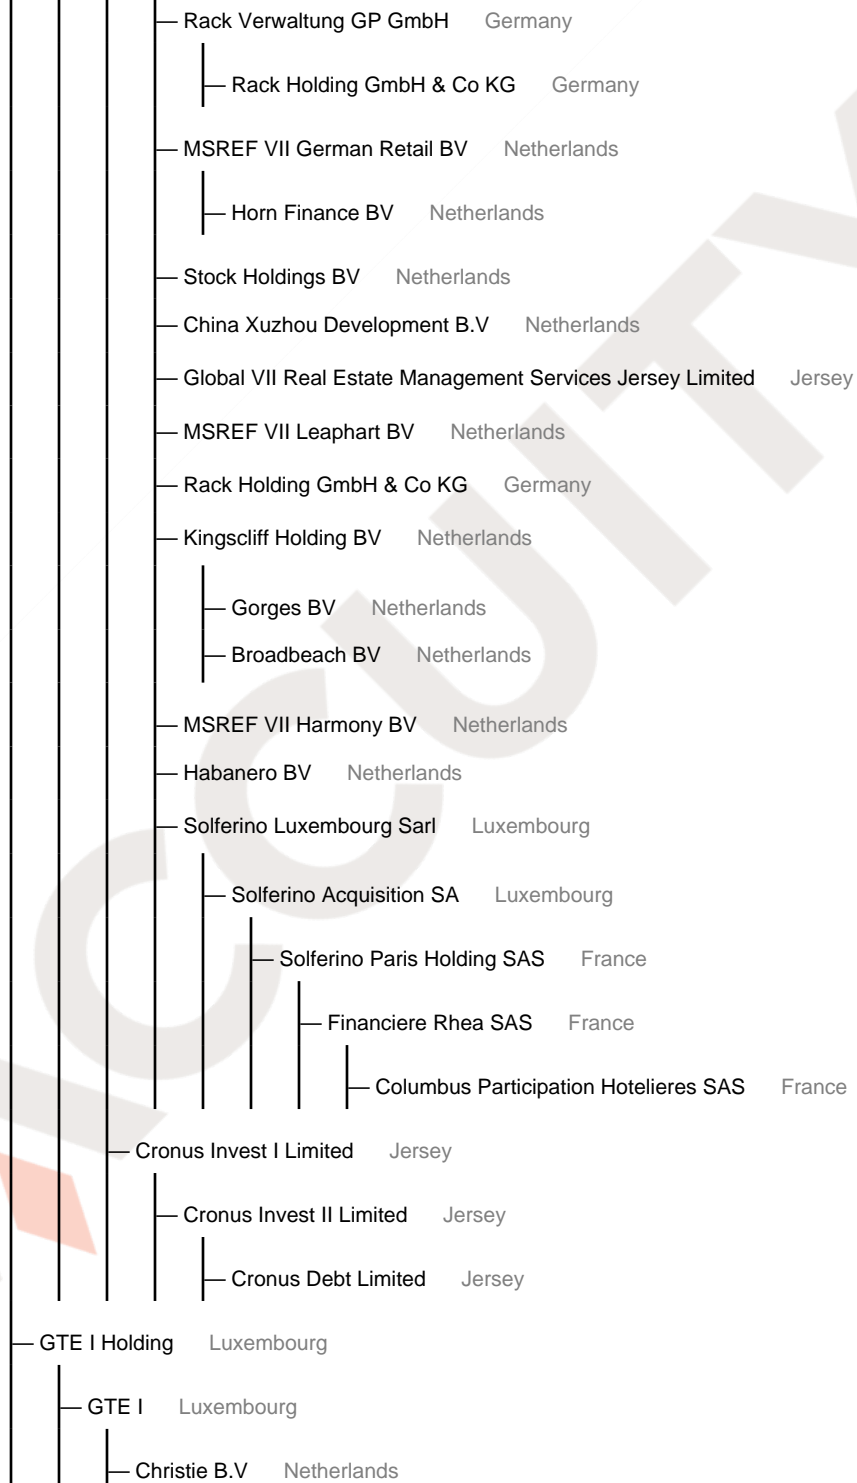 Rack Verwaltung GP GmbH Germany
Rack Holding GmbH & Co KG Germany
MSREF VII German Retail BV Netherlands
Horn Finance BV Netherlands
Stock Holdings BV Netherlands
China Xuzhou Development B.V Netherlands
Global VII Real Estate Management Services Jersey Limited Jersey
MSREF VII Leaphart BV Netherlands
Rack Holding GmbH & Co KG Germany
Kingscliff Holding BV Netherlands
Gorges BV Netherlands
Broadbeach BV Netherlands
MSREF VII Harmony BV Netherlands
Habanero BV Netherlands
Solferino Luxembourg Sarl Luxembourg
Solferino Acquisition SA Luxembourg
Solferino Paris Holding SAS France
Financiere Rhea SAS France
Columbus Participation Hotelieres SAS France
Cronus Invest I Limited Jersey
Cronus Invest II Limited Jersey
Cronus Debt Limited Jersey
GTE I Holding Luxembourg
GTE I Luxembourg
Christie B.V Netherlands
ACCUITY